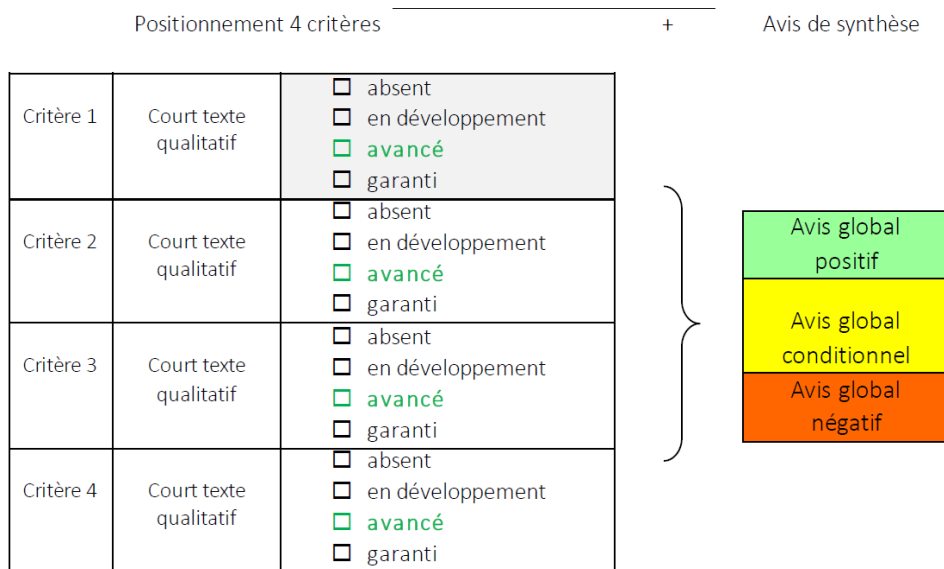 Positionnement 4 critères + Avis de synthèse
Critère 1
Court texte
qualitatif
☐ absent
☐ en développement
☐ avancé
☐ garanti
Critère 2
Court texte
qualitatif
☐ absent
☐ en développement
☐ avancé
☐ garanti
Critère 3
Court texte
qualitatif
☐ absent
☐ en développement
☐ avancé
☐ garanti
Critère 4
Court texte
qualitatif
☐ absent
☐ en développement
☐ avancé
☐ garanti
Avis global
positif
Avis global
conditionnel
Avis global
négatif